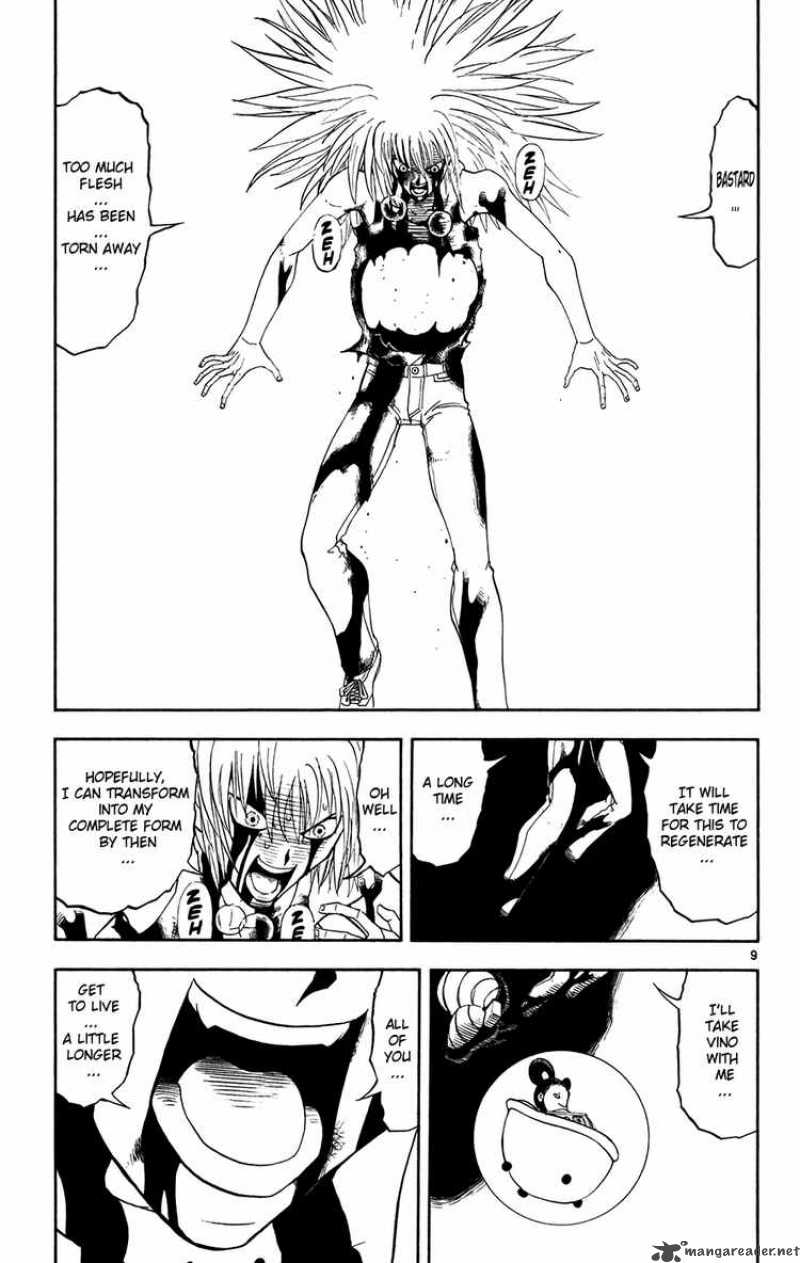 BASTARD
...
ZEH
ZEH
TOO MUCH
FLESH
...
HAS BEEN
...
TORN AWAY
...
IT WILL
TAKE TIME
FOR THIS TO
REGENERATE
...
A LONG
TIME
...
OH
WELL
...
HOPEFULLY,
I CAN TRANSFORM
INTO MY
COMPLETE FORM
BY THEN
...
ZEH
ZEH
9
I'LL
TAKE
VINO
WITH
ME
...
ALL
OF
YOU
...
GET
TO LIVE
...
A LITTLE
LONGER
...
mangareader.net